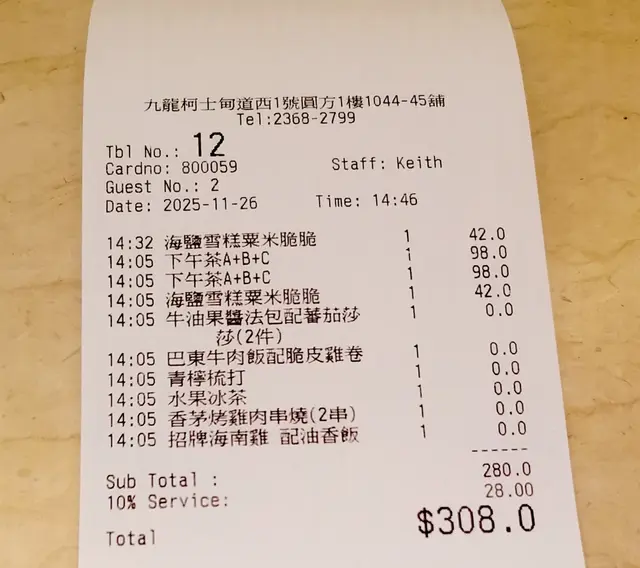 九龍柯士甸道西1號圓方1樓1044-45舖
Tel:2368-2799
Tbl No.: 12
Cardno: 800059 Staff: Keith
Guest No.: 2
Date: 2025-11-26 Time: 14:46
14:32 海鹽雪糕粟米脆脆 1 42.0
14:05 下午茶A+B+C 1 98.0
14:05 下午茶A+B+C 1 98.0
14:05 海鹽雪糕粟米脆脆 1 42.0
14:05 牛油果醬法包配蕃茄莎 1 0.0
莎(2件)
14:05 巴東牛肉飯配脆皮雞卷 1 0.0
14:05 青檸梳打 1 0.0
14:05 水果冰茶 1 0.0
14:05 香茅烤雞肉串燒(2串) 1 0.0
14:05 招牌海南雞 配油香飯 1 0.0
------
Sub Total : 280.0
10% Service: 28.00
Total $308.0